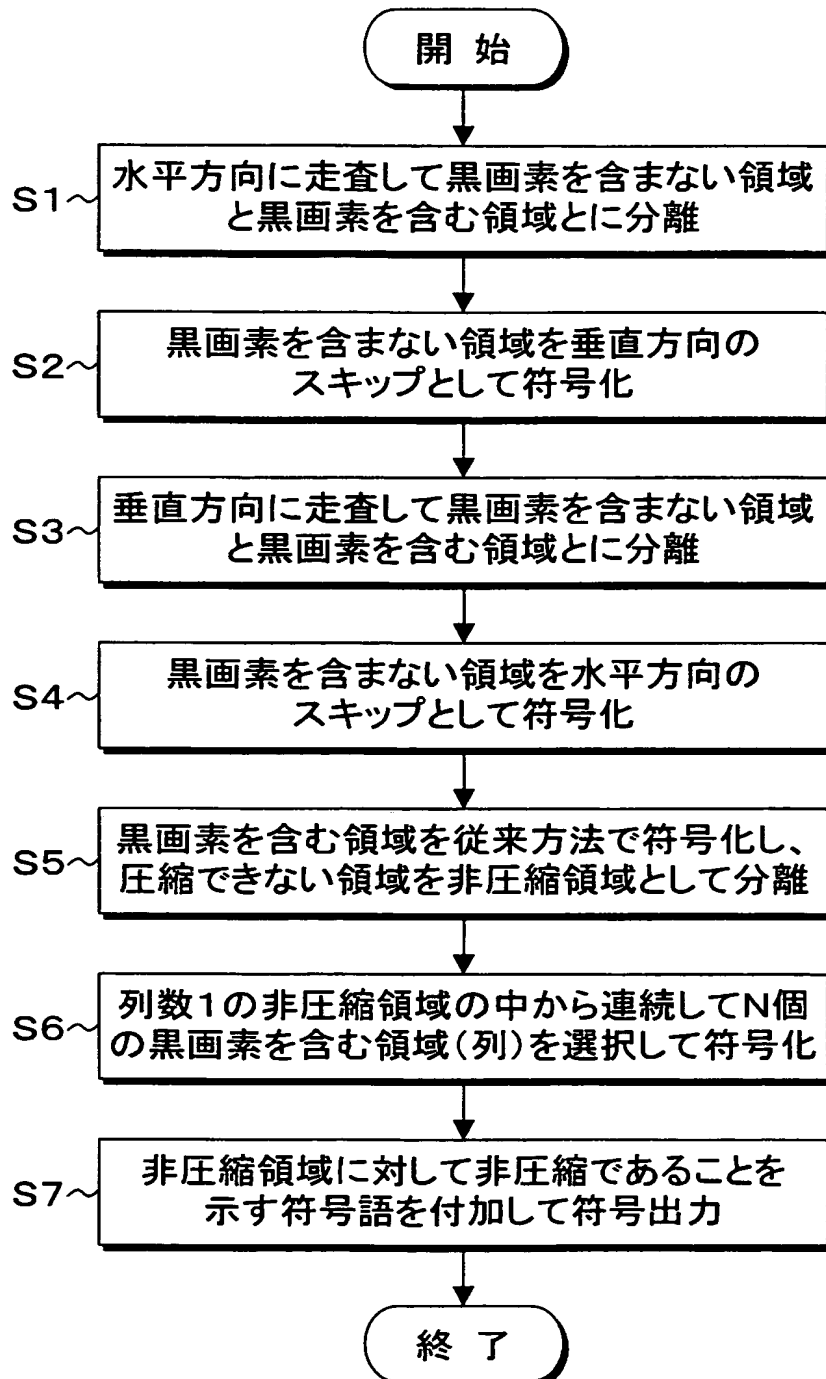 開 始
S1 水平方向に走査して黒画素を含まない領域
と黒画素を含む領域とに分離
S2 黒画素を含まない領域を垂直方向の
スキップとして符号化
S3 垂直方向に走査して黒画素を含まない領域
と黒画素を含む領域とに分離
S4 黒画素を含まない領域を水平方向の
スキップとして符号化
S5 黒画素を含む領域を従来方法で符号化し、
圧縮できない領域を非圧縮領域として分離
S6 列数1の非圧縮領域の中から連続してN個
の黒画素を含む領域(列)を選択して符号化
S7 非圧縮領域に対して非圧縮であることを
示す符号語を付加して符号出力
終 了